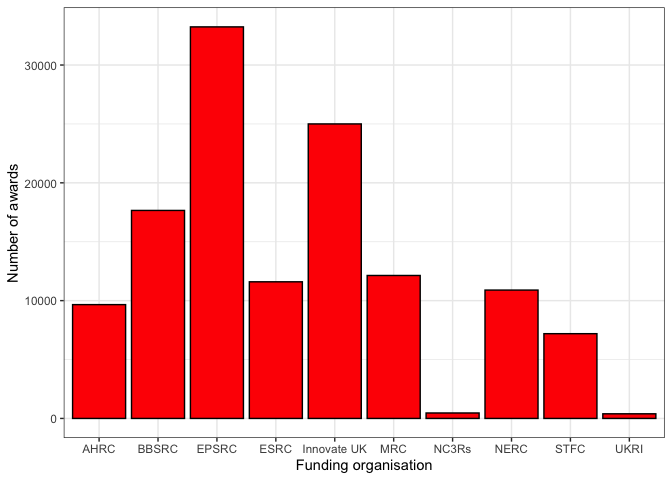 Number of awards
30000
20000
10000
0
AHRC BBSRC EPSRC ESRC Innovate UK MRC NC3Rs NERC STFC UKRI
Funding organisation